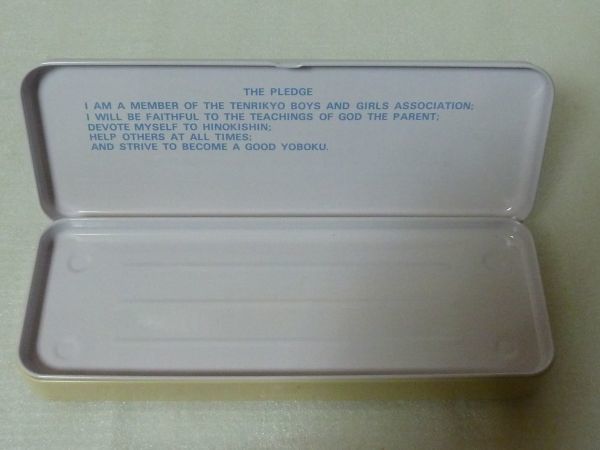 THE PLEDGE
I AM A MEMBER OF THE TENRIKYO BOYS AND GIRLS ASSOCIATION;
I WILL BE FAITHFUL TO THE TEACHINGS OF GOD THE PARENT;
DEVOTE MYSELF TO HINOKISHIN;
HELP OTHERS AT ALL TIMES;
AND STRIVE TO BECOME A GOOD YOBOKU.